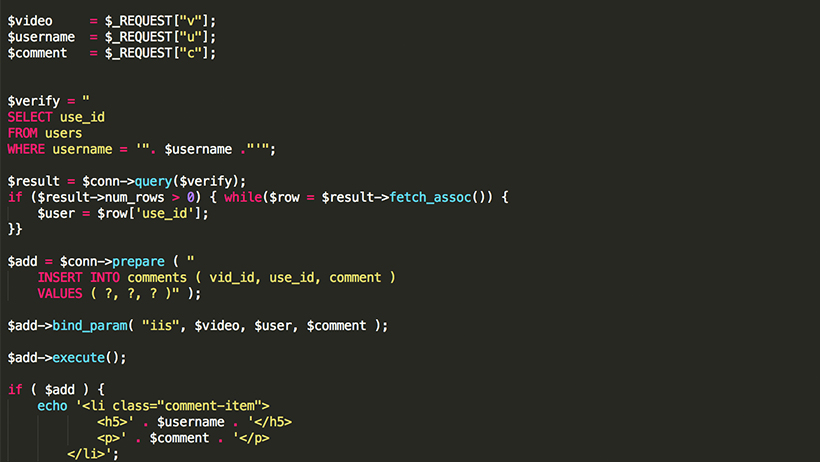 $video     = $_REQUEST["v"];
$username  = $_REQUEST["u"];
$comment   = $_REQUEST["c"];
$verify = "
SELECT use_id
FROM users
WHERE username = '". $username ."'";
$result = $conn->query($verify);
if ($result->num_rows > 0) { while($row = $result->fetch_assoc()) {
    $user = $row['use_id'];
}}
$add = $conn->prepare ( "
    INSERT INTO comments ( vid_id, use_id, comment )
    VALUES ( ?, ?, ? )" );
$add->bind_param( "iis", $video, $user, $comment );
$add->execute();
if ( $add ) {
    echo '<li class="comment-item">
            <h5>' . $username . '</h5>
            <p>' . $comment . '</p>
        </li>';